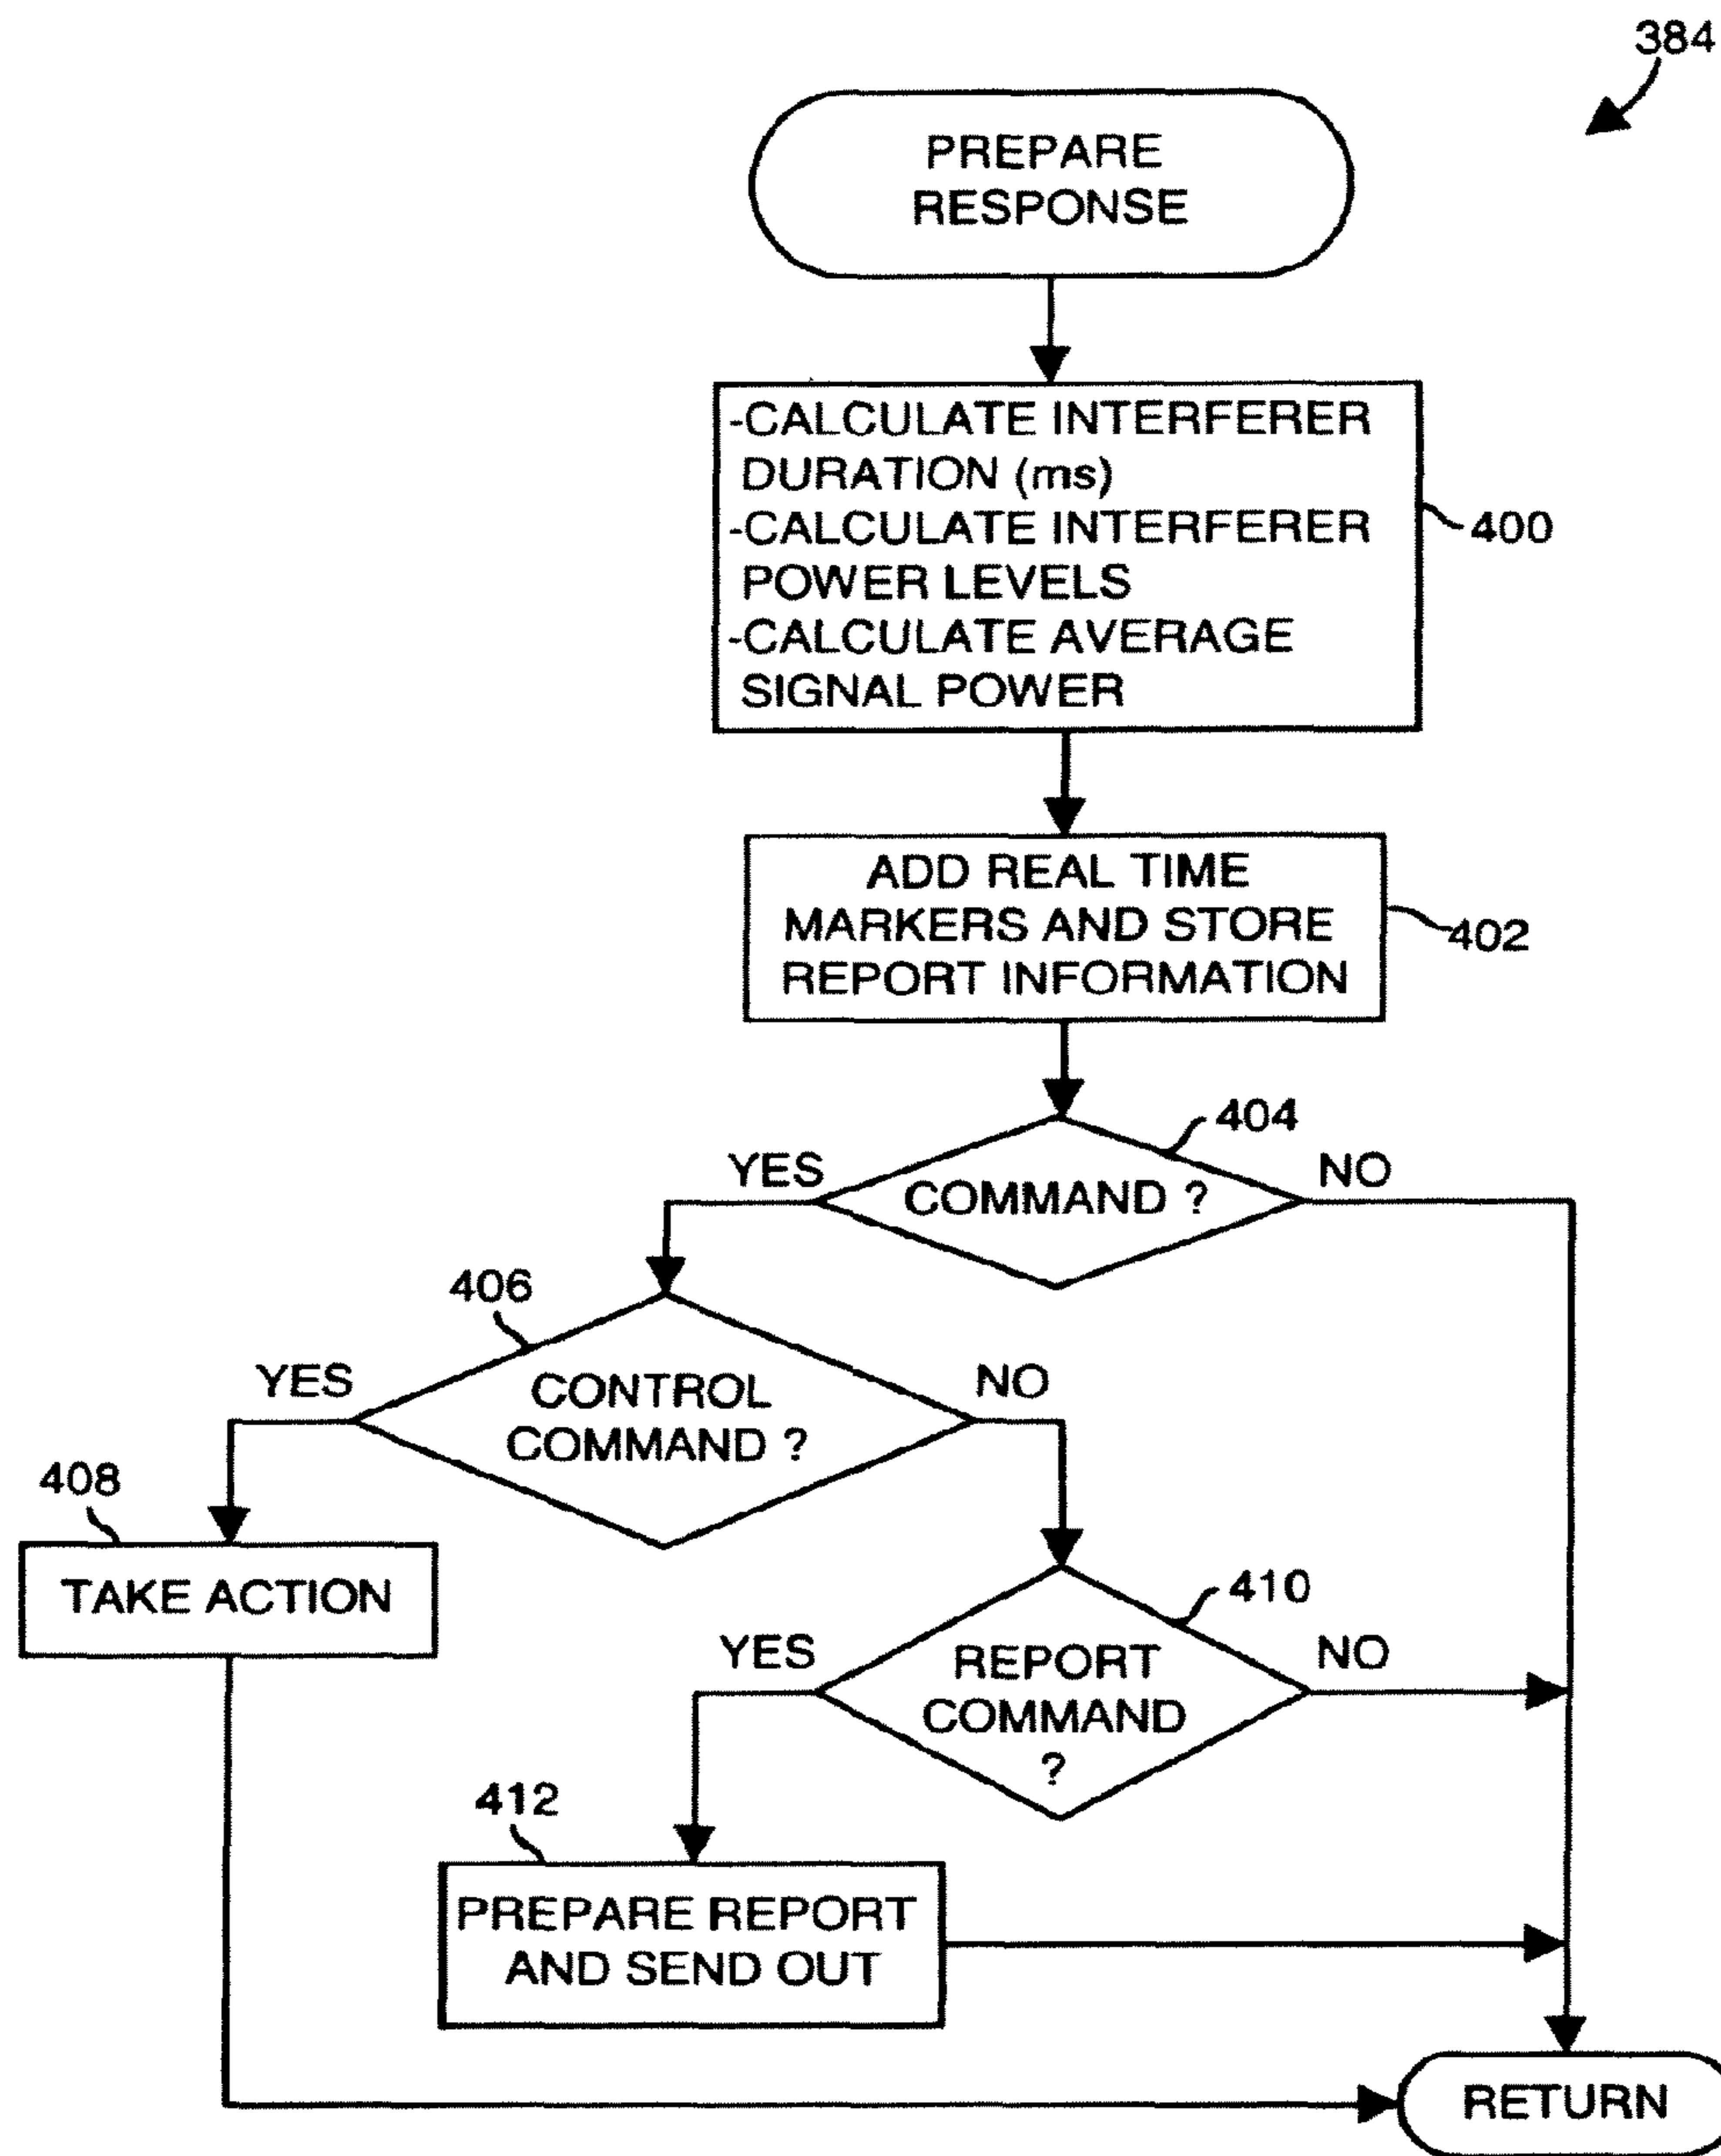 384
PREPARE
RESPONSE
-CALCULATE INTERFERER
DURATION (ms)
-CALCULATE INTERFERER
POWER LEVELS
-CALCULATE AVERAGE
SIGNAL POWER
400
ADD REAL TIME
MARKERS AND STORE
REPORT INFORMATION
402
404
YES
COMMAND ?
NO
406
YES
CONTROL
COMMAND ?
NO
408
TAKE ACTION
410
YES
REPORT
COMMAND
?
NO
412
PREPARE REPORT
AND SEND OUT
RETURN